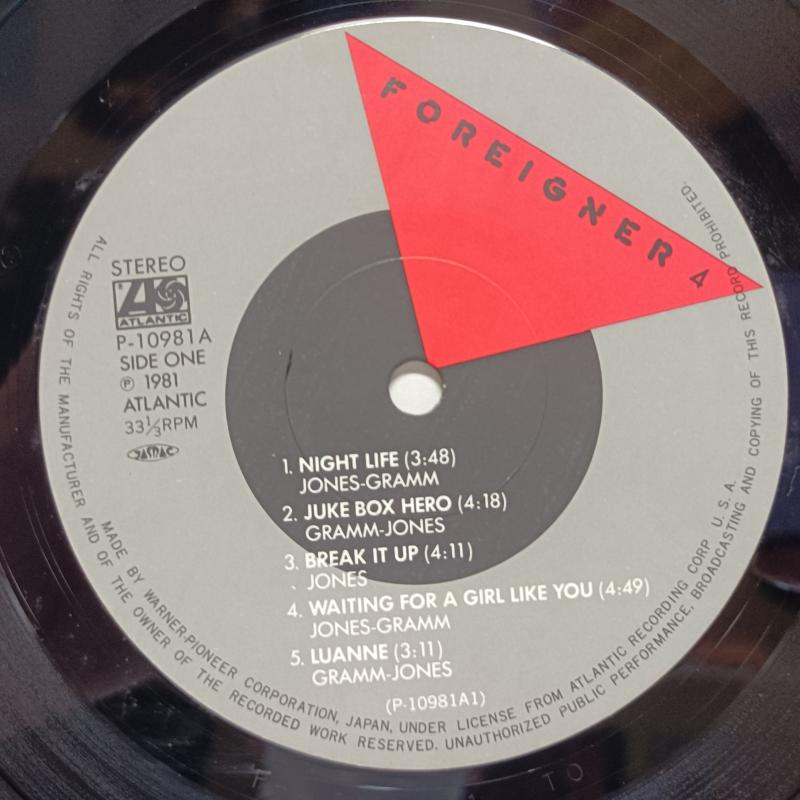 FOREIGNER 4
STEREO
ATLANTIC
P-10981A
SIDE ONE
℗ 1981
ATLANTIC
33⅓RPM
JASRAC
1. NIGHT LIFE (3:48)
JONES-GRAMM
2. JUKE BOX HERO (4:18)
GRAMM-JONES
3. BREAK IT UP (4:11)
JONES
4. WAITING FOR A GIRL LIKE YOU (4:49)
JONES-GRAMM
5. LUANNE (3:11)
GRAMM-JONES
(P-10981A1)
MADE BY WARNER-PIONEER CORPORATION, JAPAN, UNDER LICENSE FROM ATLANTIC RECORDING CORP. U. S. A.
ALL RIGHTS OF THE MANUFACTURER AND OF THE OWNER OF THE RECORDED WORK RESERVED. UNAUTHORIZED PUBLIC PERFORMANCE, BROADCASTING AND COPYING OF THIS RECORD PROHIBITED.